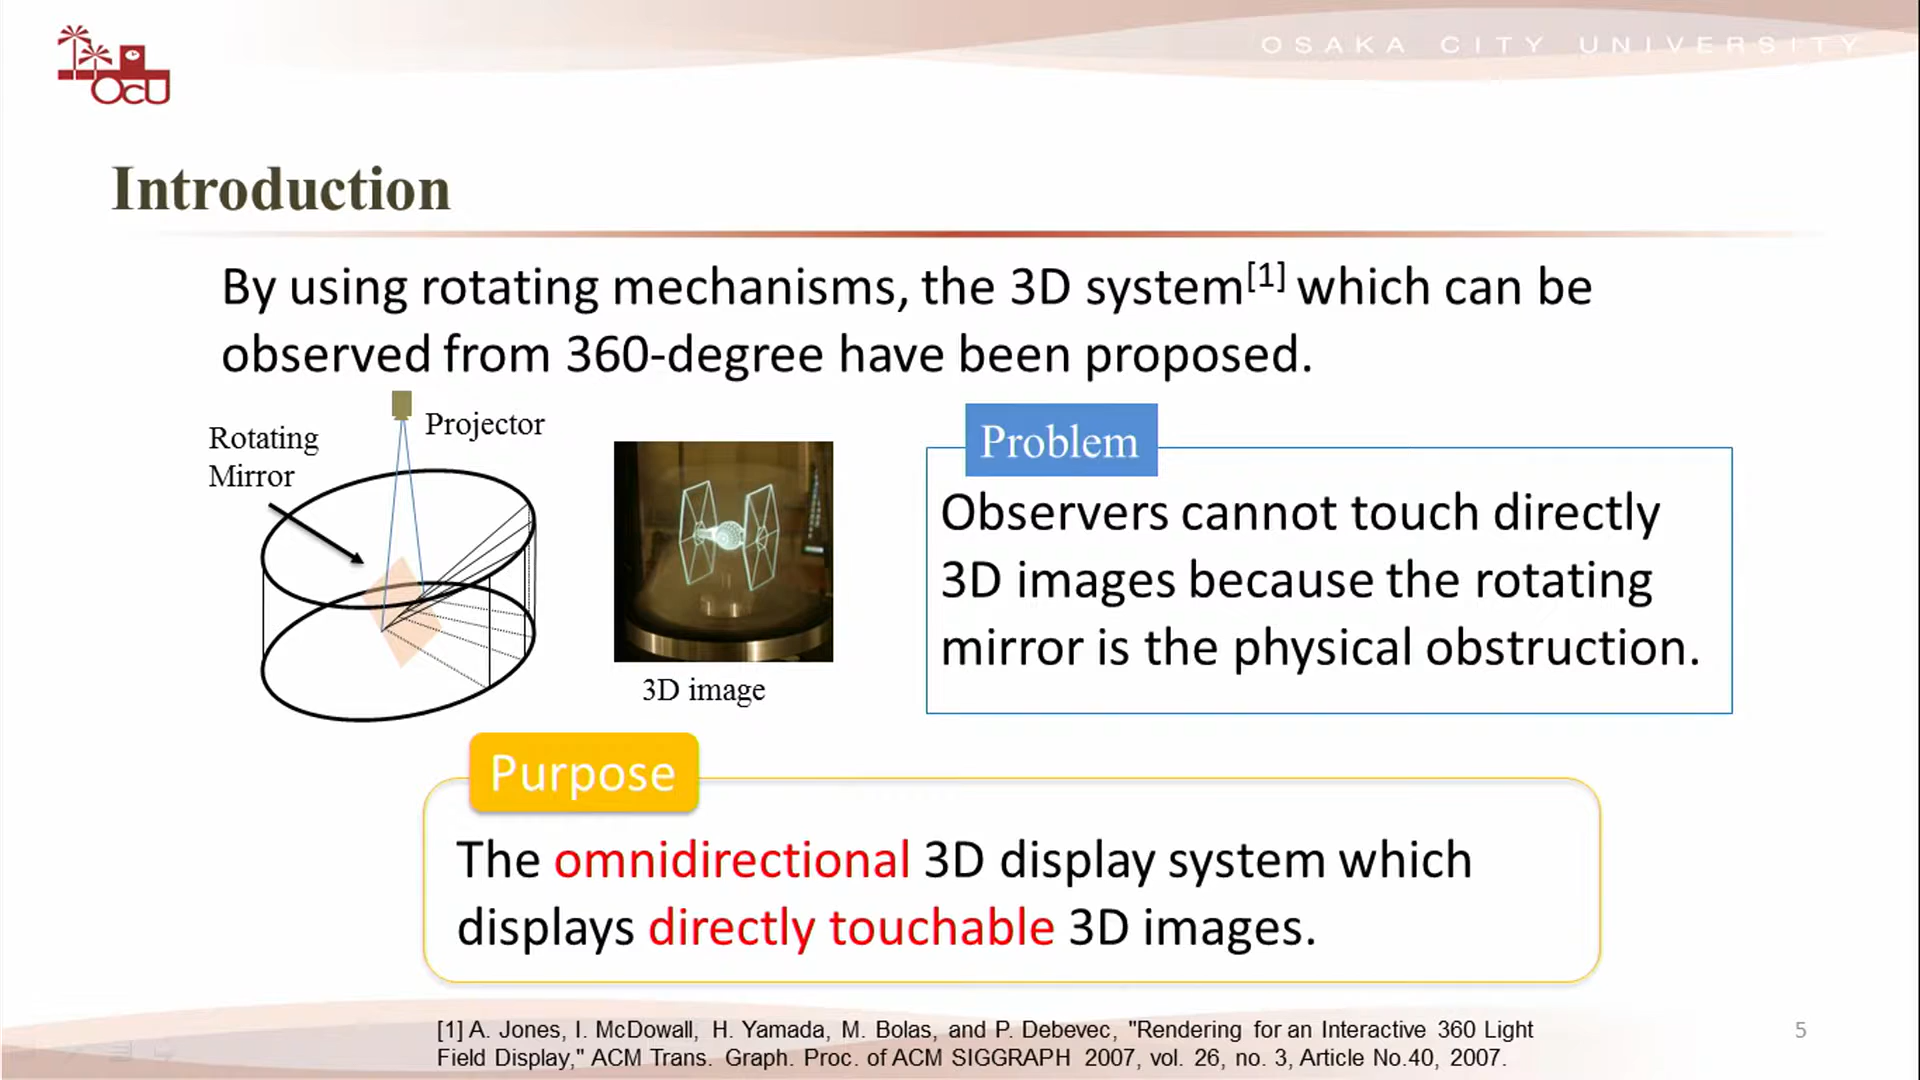 OSAKA CITY UNIVERSITY
OCU
Introduction
By using rotating mechanisms, the 3D system[1] which can be
observed from 360-degree have been proposed.
Projector
Rotating
Mirror
3D image
Problem
Observers cannot touch directly
3D images because the rotating
mirror is the physical obstruction.
Purpose
The omnidirectional 3D display system which
displays directly touchable 3D images.
[1] A. Jones, I. McDowall, H. Yamada, M. Bolas, and P. Debevec, "Rendering for an Interactive 360 Light
Field Display," ACM Trans. Graph. Proc. of ACM SIGGRAPH 2007, vol. 26, no. 3, Article No.40, 2007.
5